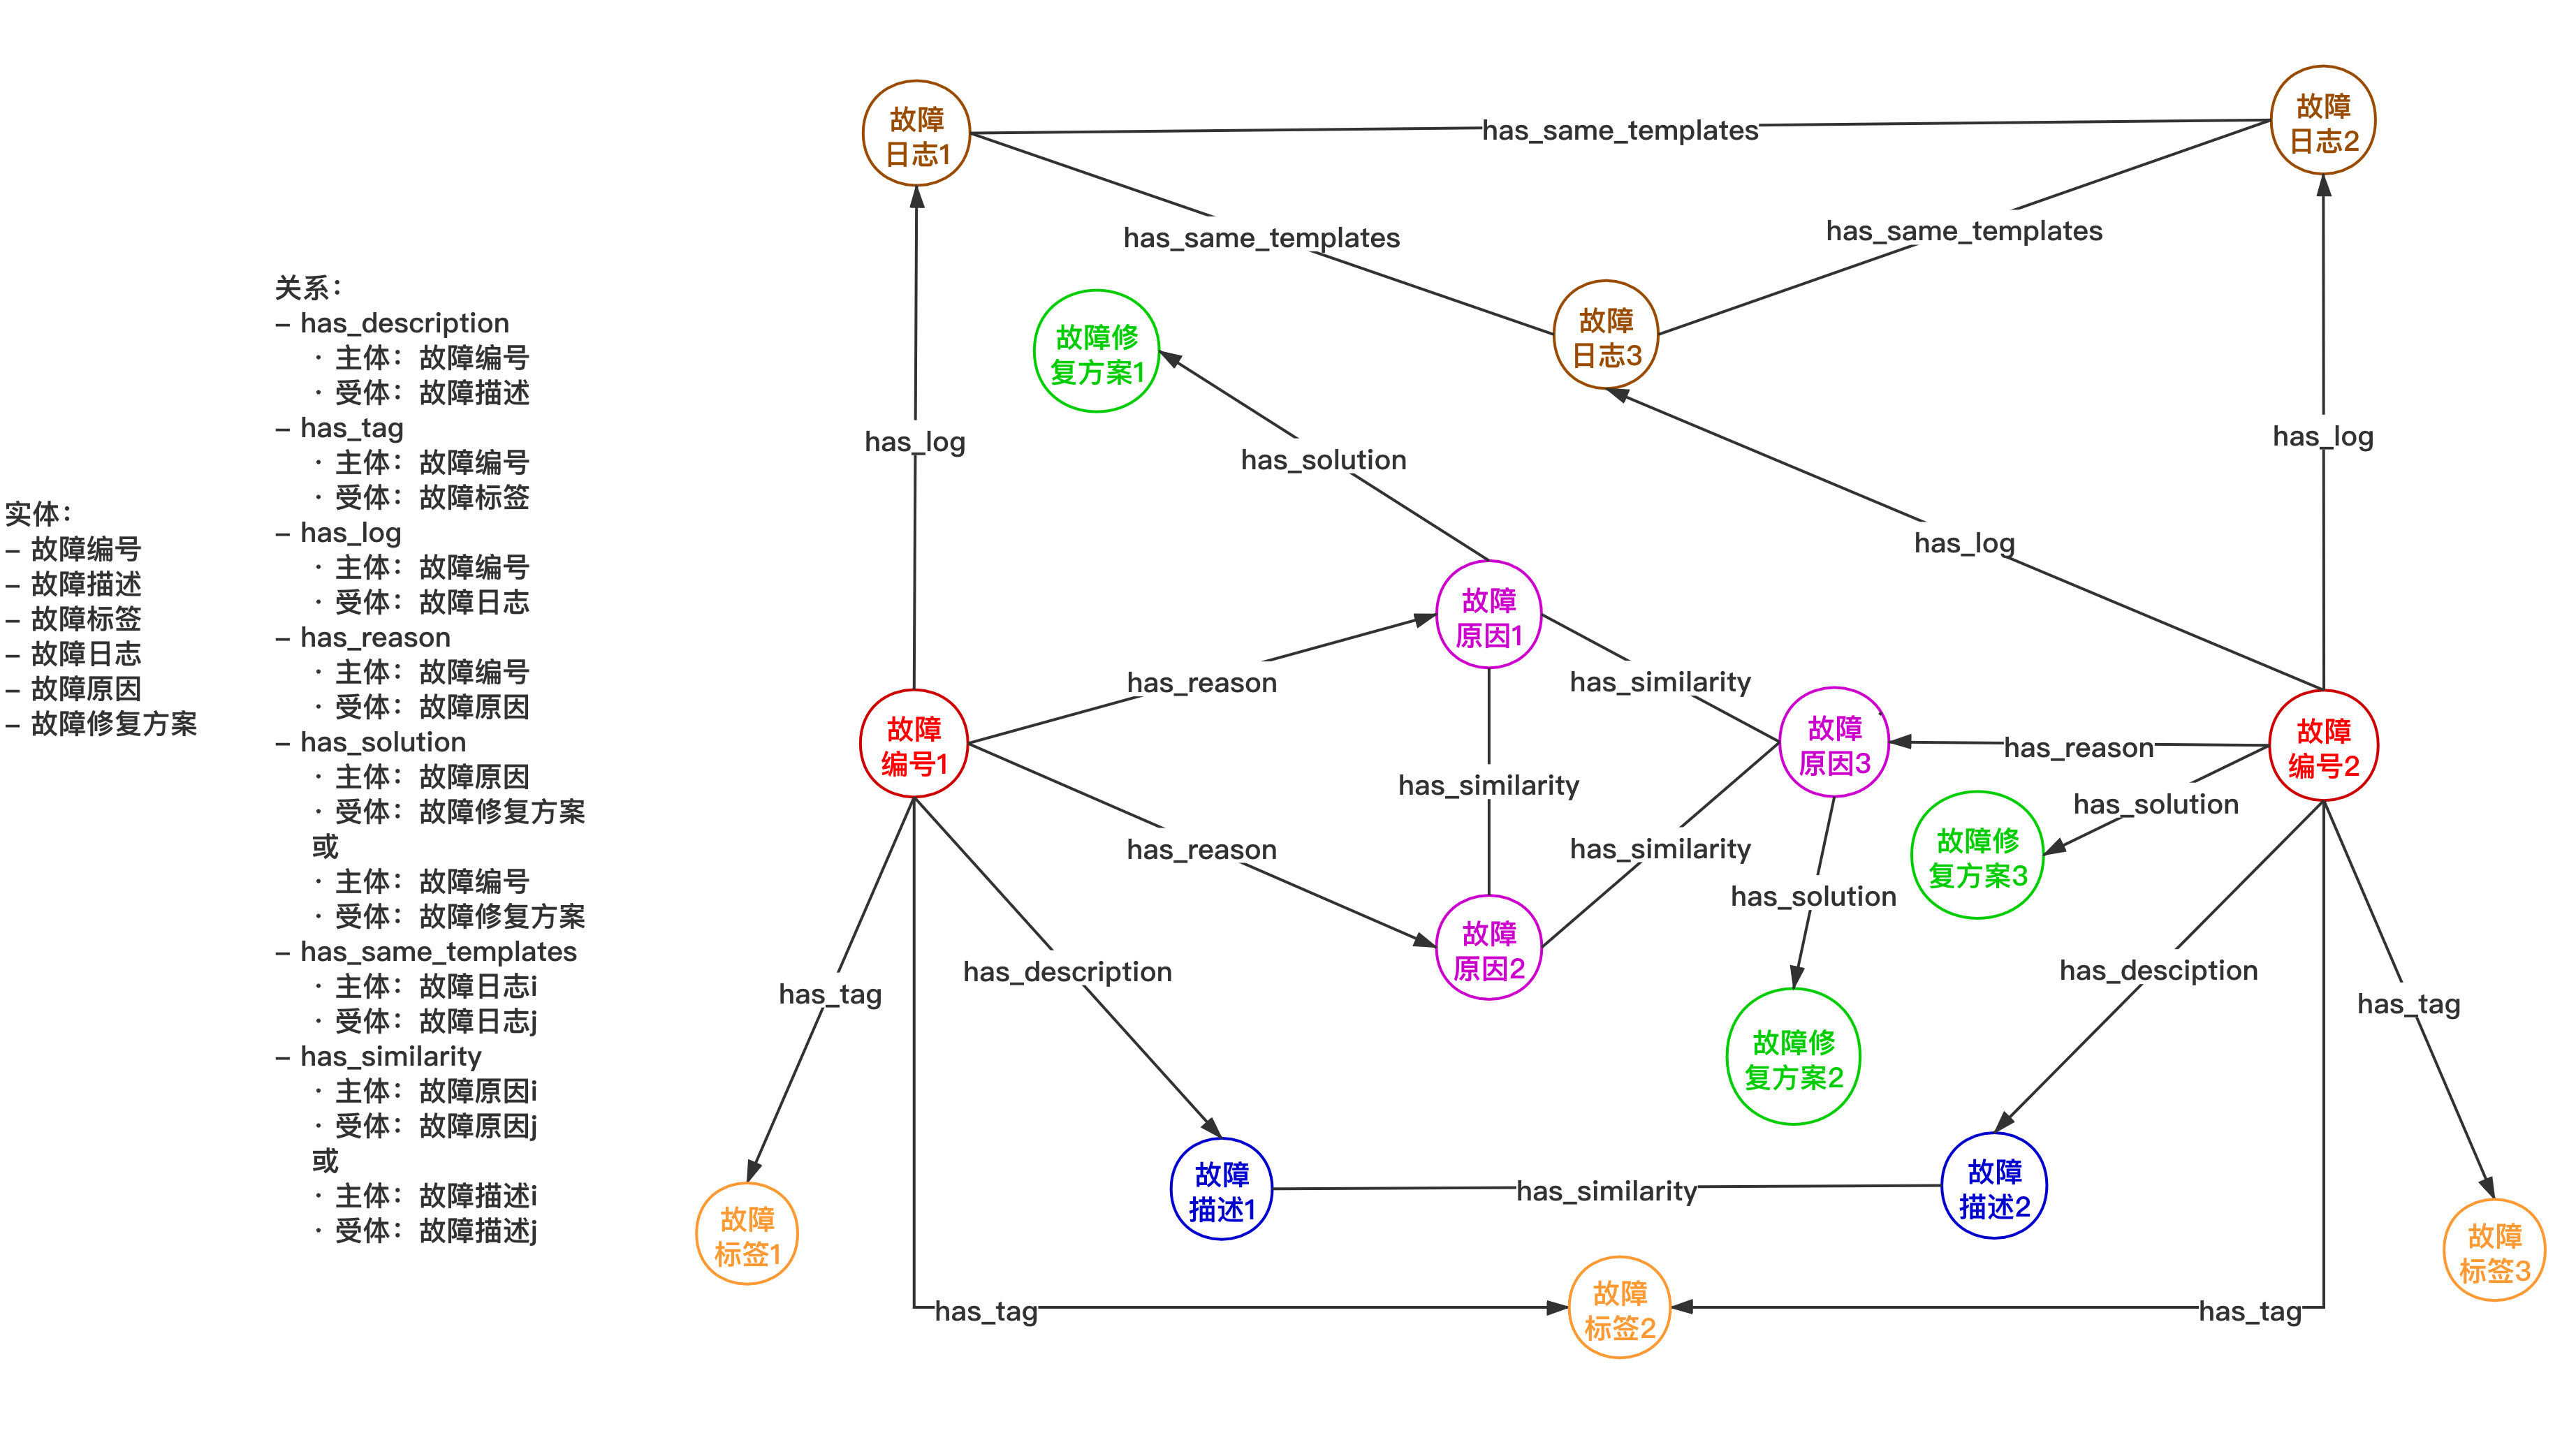 实体：
– 故障编号
– 故障描述
– 故障标签
– 故障日志
– 故障原因
– 故障修复方案
关系：
– has_description
· 主体：故障编号
· 受体：故障描述
– has_tag
· 主体：故障编号
· 受体：故障标签
– has_log
· 主体：故障编号
· 受体：故障日志
– has_reason
· 主体：故障编号
· 受体：故障原因
– has_solution
· 主体：故障原因
· 受体：故障修复方案
或
· 主体：故障编号
· 受体：故障修复方案
– has_same_templates
· 主体：故障日志i
· 受体：故障日志j
– has_similarity
· 主体：故障原因i
· 受体：故障原因j
或
· 主体：故障描述i
· 受体：故障描述j
故障
日志1
has_same_templates
故障
日志2
has_same_templates
has_same_templates
故障修
复方案1
故障
日志3
has_log
has_solution
has_log
has_log
故障
原因1
has_reason
has_similarity
故障
编号1
故障
原因3
has_reason
故障
编号2
has_similarity
has_solution
has_reason
has_similarity
故障修
复方案3
has_solution
故障
原因2
has_tag
has_description
has_desciption
has_tag
故障修
复方案2
故障
描述1
has_similarity
故障
描述2
故障
标签1
故障
标签3
has_tag
故障
标签2
has_tag